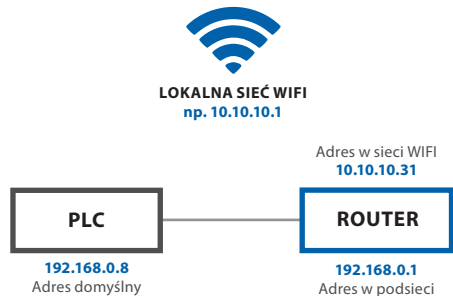 LOKALNA SIEĆ WIFI
np. 10.10.10.1
Adres w sieci WIFI
10.10.10.31
PLC
ROUTER
192.168.0.8
Adres domyślny
192.168.0.1
Adres w podsieci